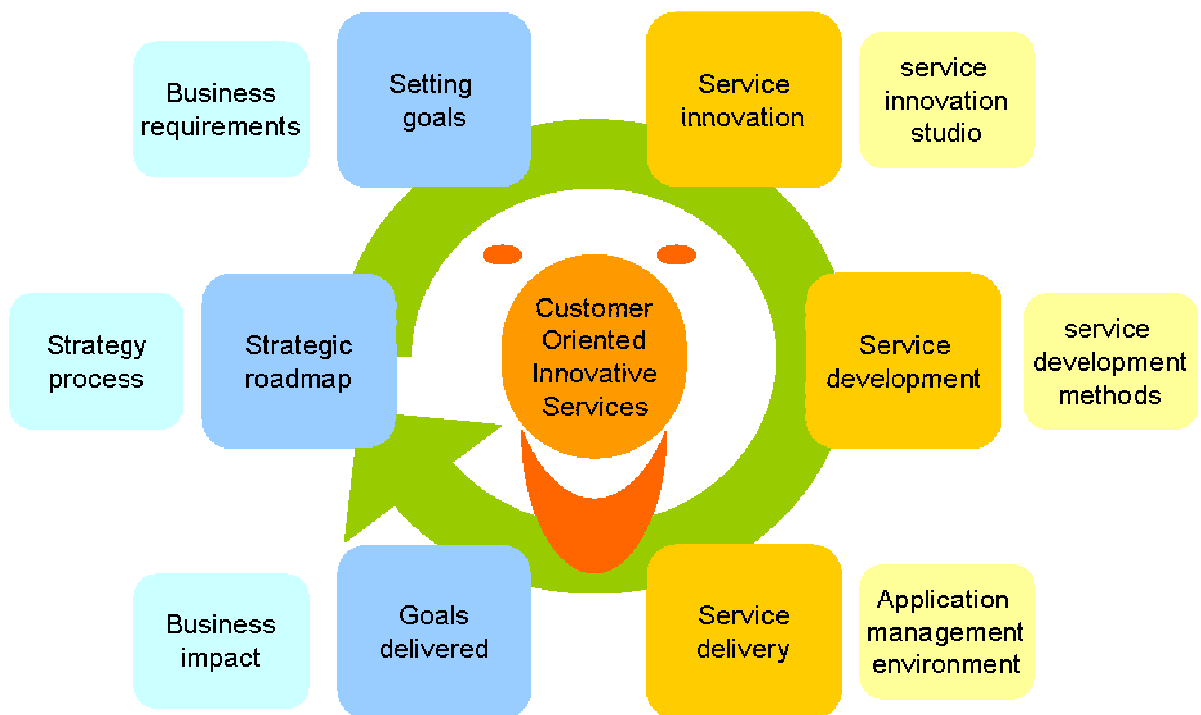 Business
requirements
Setting
goals
Service
innovation
service
innovation
studio
Strategy
process
Strategic
roadmap
Customer
Oriented
Innovative
Services
Service
development
service
development
methods
Business
impact
Goals
delivered
Service
delivery
Application
management
environment